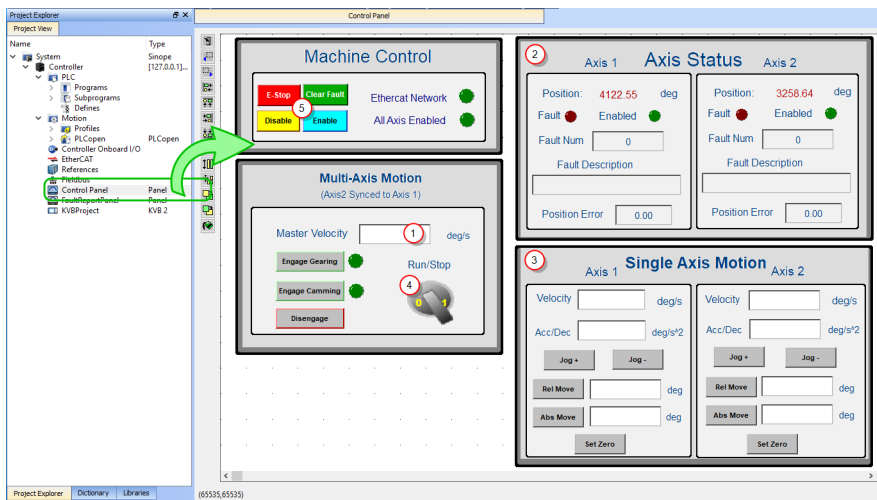 Project Explorer
Project View
Name Type
System Sinope
Controller [127.0.0.1]...
PLC
Programs
Subprograms
Defines
Motion
Profiles
PLCopen PLCopen
Controller Onboard I/O
EtherCAT
References
Fieldbus
Control Panel Panel
FaultReportPanel Panel
KVBProject KVB 2
Project Explorer Dictionary Libraries
Control Panel
Machine Control
E-Stop Clear Fault Ethercat Network
5
Disable Enable All Axis Enabled
Multi-Axis Motion
(Axis2 Synced to Axis 1)
Master Velocity 1 deg/s
Engage Gearing Run/Stop
4
Engage Camming 0 1
Disengage
2 Axis 1 Axis Status Axis 2
Position: 4122.55 deg Position: 3258.64 deg
Fault Enabled Fault Enabled
Fault Num 0 Fault Num 0
Fault Description Fault Description
Position Error 0.00 Position Error 0.00
3 Axis 1 Single Axis Motion Axis 2
Velocity deg/s Velocity deg/s
Acc/Dec deg/s^2 Acc/Dec deg/s^2
Jog + Jog - Jog + Jog -
Rel Move deg Rel Move deg
Abs Move deg Abs Move deg
Set Zero Set Zero
(65535,65535)